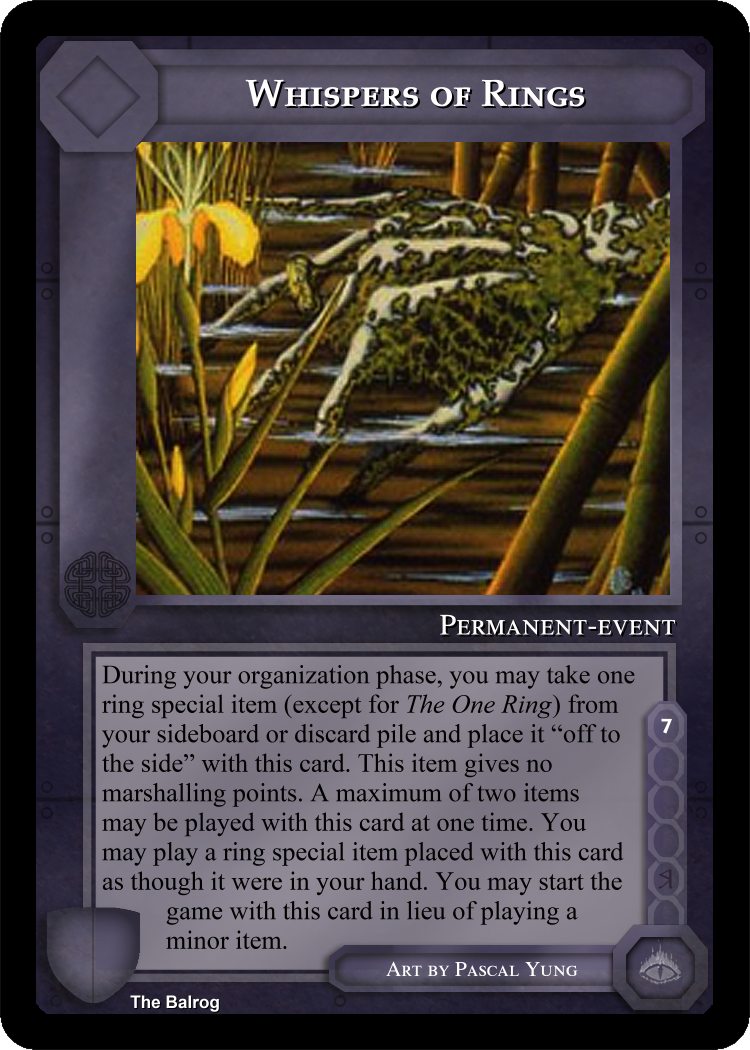 Whispers of Rings
Permanent-event
During your organization phase, you may take one
ring special item (except for The One Ring) from
your sideboard or discard pile and place it “off to
the side” with this card. This item gives no
marshalling points. A maximum of two items
may be played with this card at one time. You
may play a ring special item placed with this card
as though it were in your hand. You may start the
game with this card in lieu of playing a
minor item.
7
Art by Pascal Yung
The Balrog